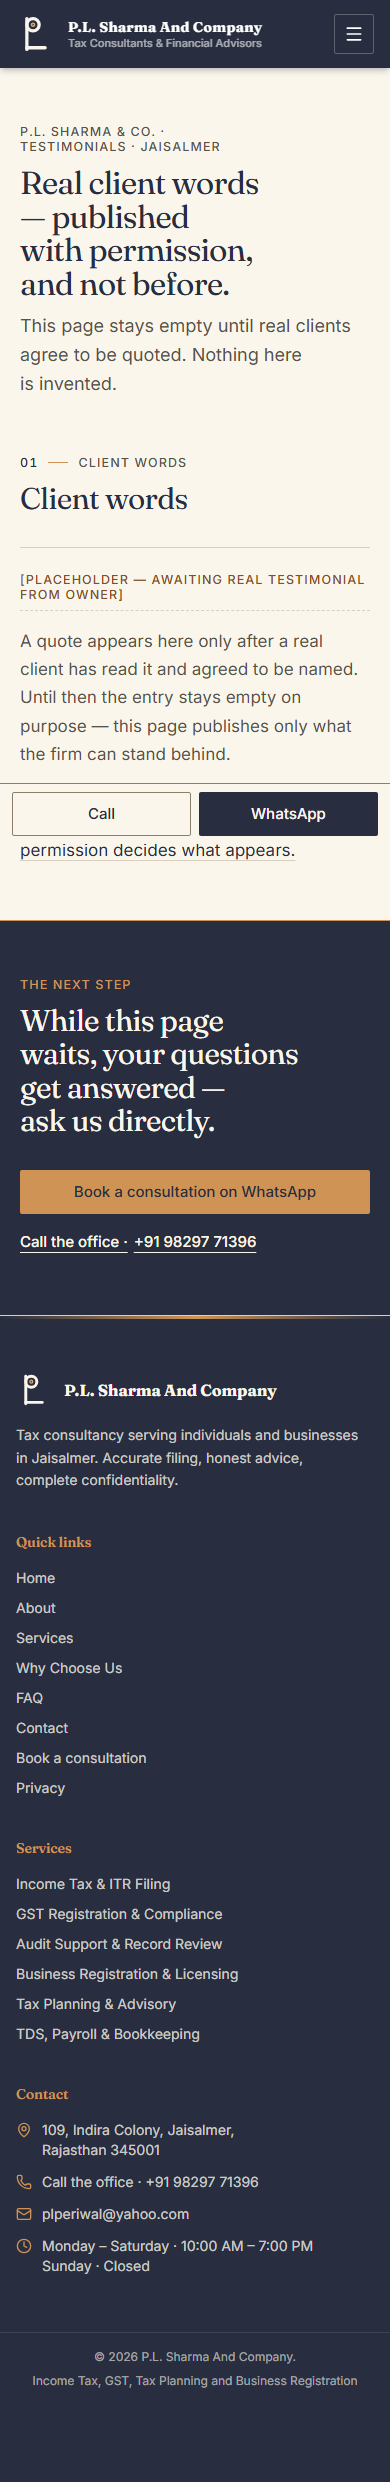 P.L. Sharma And Company
Tax Consultants & Financial Advisors
P.L. SHARMA & CO. ·
TESTIMONIALS · JAISALMER
Real client words
— published
with permission,
and not before.
This page stays empty until real clients
agree to be quoted. Nothing here
is invented.
01 — CLIENT WORDS
Client words
[PLACEHOLDER — AWAITING REAL TESTIMONIAL
FROM OWNER]
A quote appears here only after a real
client has read it and agreed to be named.
Until then the entry stays empty on
purpose — this page publishes only what
the firm can stand behind.
Call
WhatsApp
permission decides what appears.
THE NEXT STEP
While this page
waits, your questions
get answered —
ask us directly.
Book a consultation on WhatsApp
Call the office · +91 98297 71396
P.L. Sharma And Company
Tax consultancy serving individuals and businesses
in Jaisalmer. Accurate filing, honest advice,
complete confidentiality.
Quick links
Home
About
Services
Why Choose Us
FAQ
Contact
Book a consultation
Privacy
Services
Income Tax & ITR Filing
GST Registration & Compliance
Audit Support & Record Review
Business Registration & Licensing
Tax Planning & Advisory
TDS, Payroll & Bookkeeping
Contact
109, Indira Colony, Jaisalmer,
Rajasthan 345001
Call the office · +91 98297 71396
plperiwal@yahoo.com
Monday – Saturday · 10:00 AM – 7:00 PM
Sunday · Closed
© 2026 P.L. Sharma And Company.
Income Tax, GST, Tax Planning and Business Registration